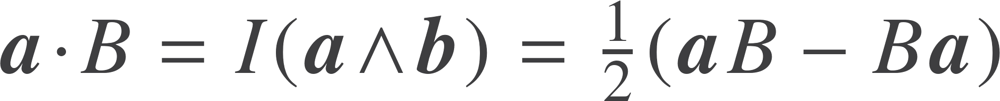 a · B = I(a ∧ b) = ½(aB − Ba)